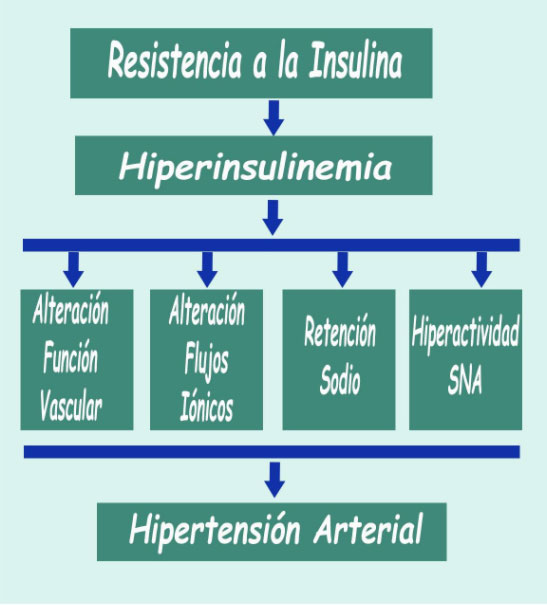 Resistencia a la Insulina
Hiperinsulinemia
Alteración
Función
Vascular
Alteración
Flujos
Iónicos
Retención
Sodio
Hiperactividad
SNA
Hipertensión Arterial